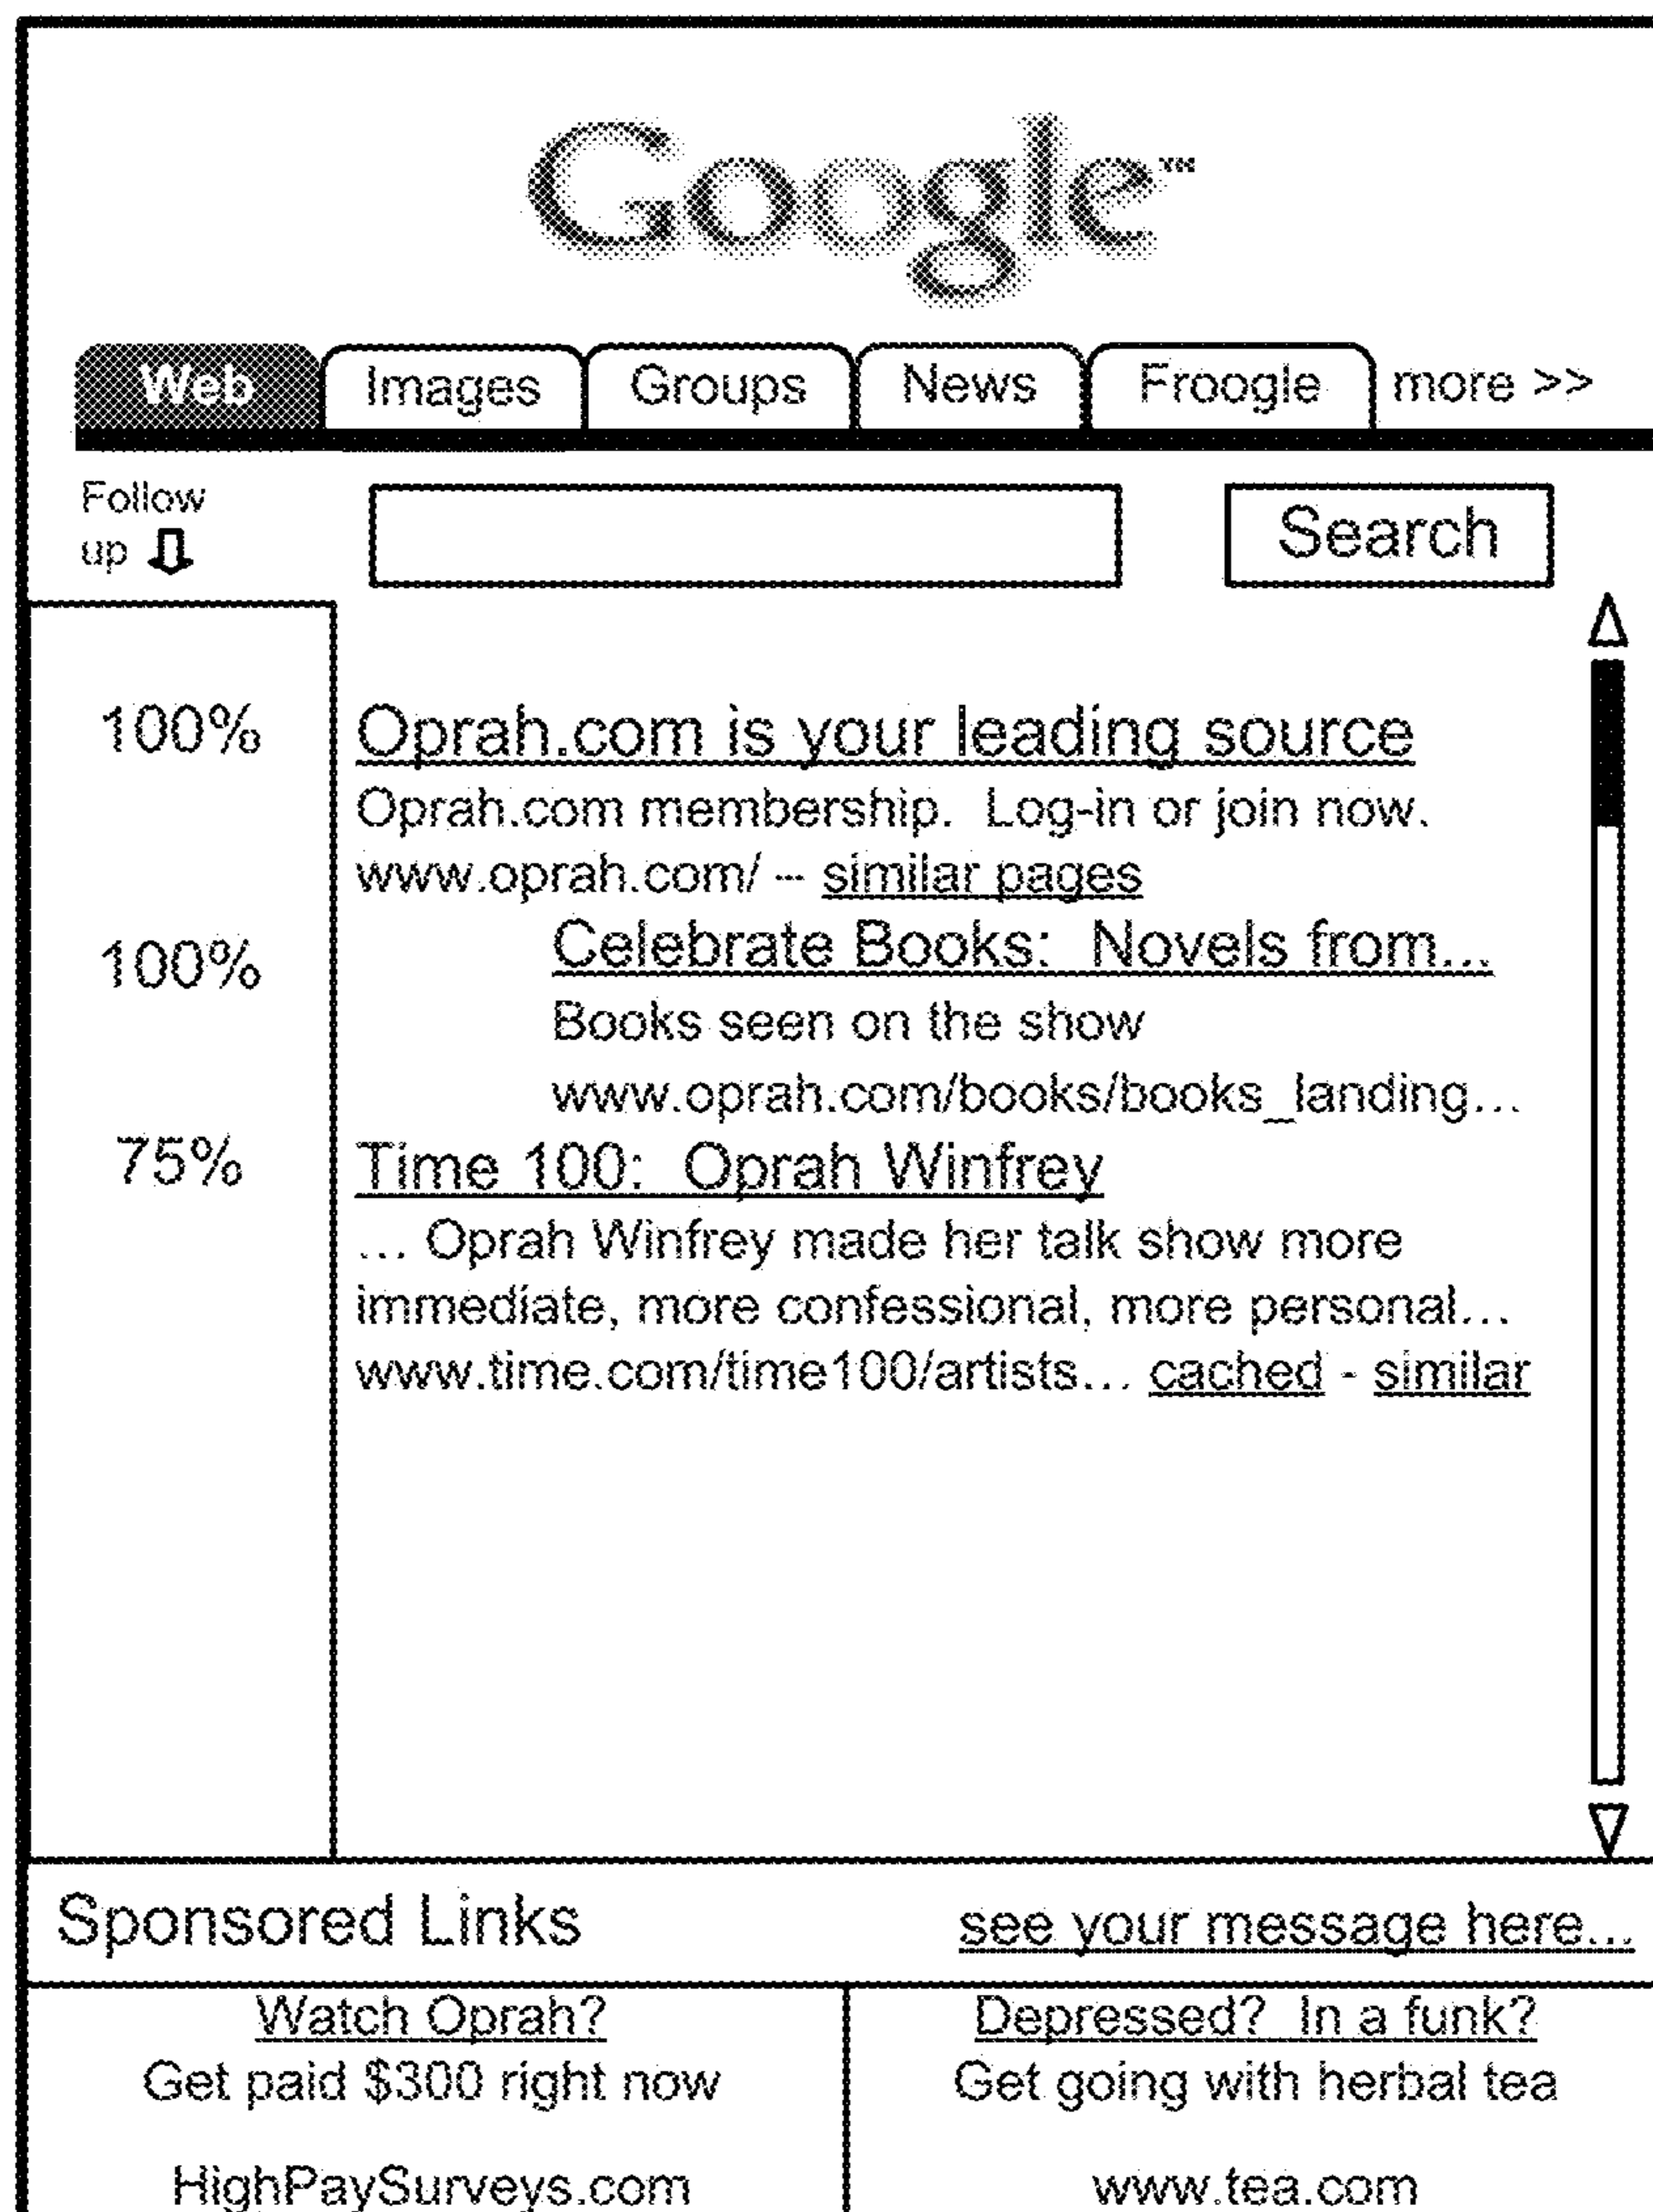 Google™
Web Images Groups News Froogle more >>
Follow
up
Search
100% Oprah.com is your leading source
Oprah.com membership. Log-in or join now.
www.oprah.com/ -- similar pages
100% Celebrate Books: Novels from...
Books seen on the show
www.oprah.com/books/books_landing...
75% Time 100: Oprah Winfrey
... Oprah Winfrey made her talk show more
immediate, more confessional, more personal...
www.time.com/time100/artists... cached - similar
Sponsored Links see your message here...
Watch Oprah? Depressed? In a funk?
Get paid $300 right now Get going with herbal tea
HighPaySurveys.com www.tea.com